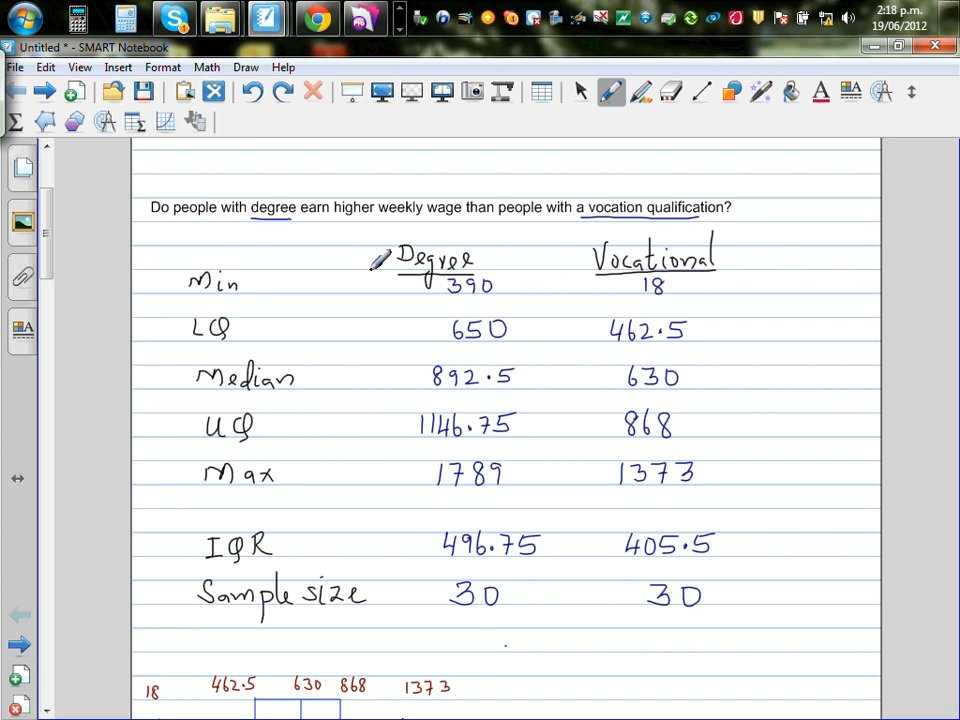 2:18 p.m.
19/06/2012
Untitled * - SMART Notebook
File Edit View Insert Format Math Draw Help
Do people with degree earn higher weekly wage than people with a vocation qualification?
Degree Vocational
Min 390 18
LQ 650 462.5
Median 892.5 630
UQ 1146.75 868
Max 1789 1373
IQR 496.75 405.5
Sample size 30 30
18 462.5 630 868 1373